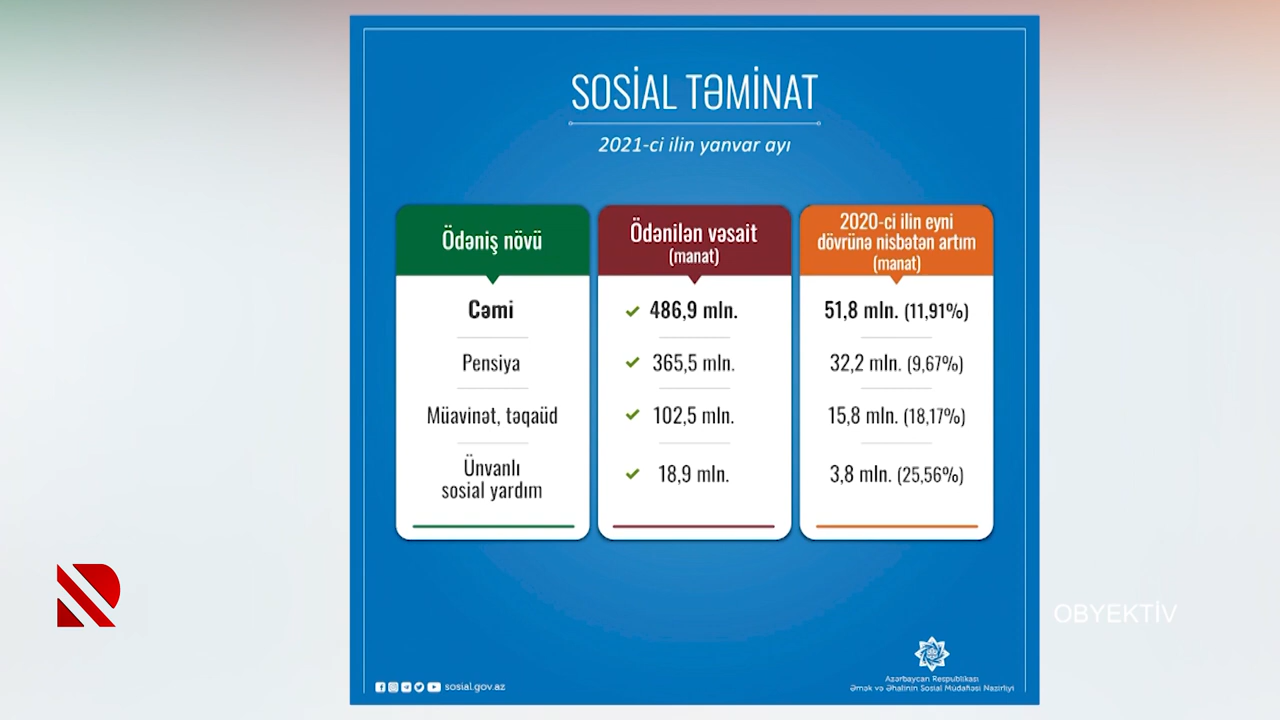 SOSİAL TƏMİNAT
2021-ci ilin yanvar ayı
Ödəniş növü
Ödənilən vəsait
(manat)
2020-ci ilin eyni
dövrünə nisbətən artım
(manat)
Cəmi
486,9 mln.
51,8 mln. (11,91%)
Pensiya
365,5 mln.
32,2 mln. (9,67%)
Müavinət, təqaüd
102,5 mln.
15,8 mln. (18,17%)
Ünvanlı
sosial yardım
18,9 mln.
3,8 mln. (25,56%)
OBYEKTİV
sosial.gov.az
Azərbaycan Respublikası
Əmək və Əhalinin Sosial Müdafiəsi Nazirliyi